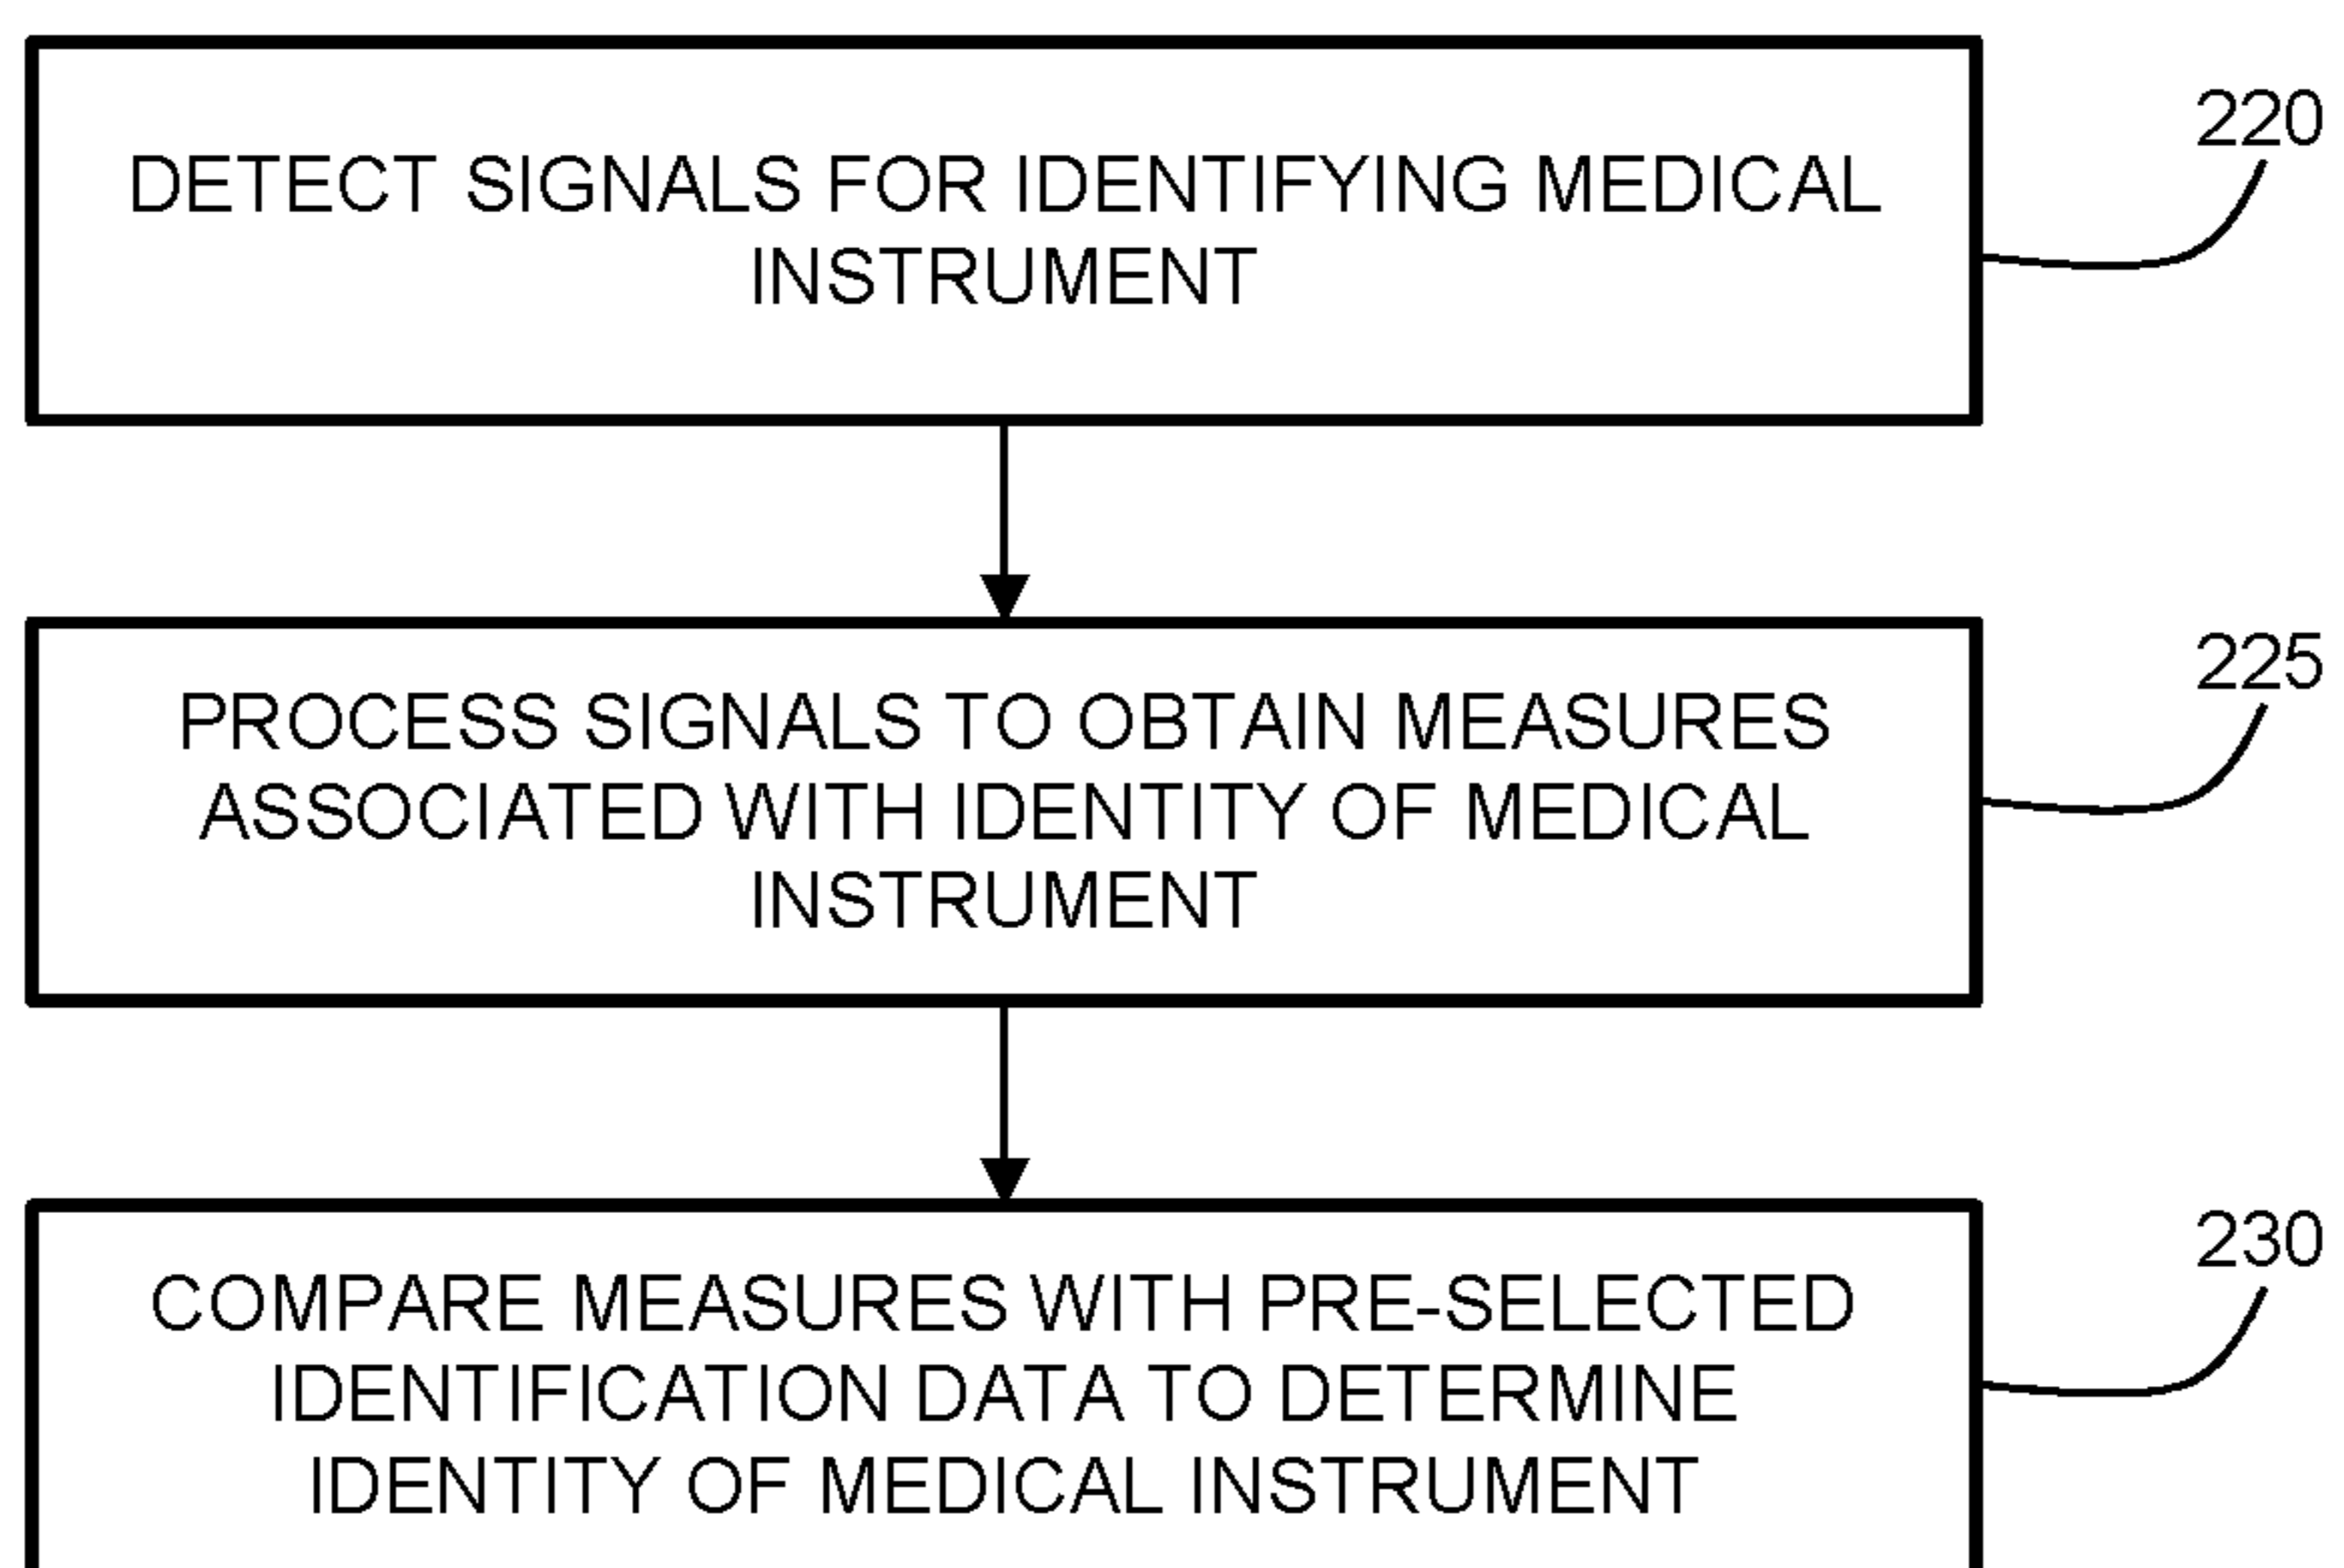 DETECT SIGNALS FOR IDENTIFYING MEDICAL
INSTRUMENT
220
PROCESS SIGNALS TO OBTAIN MEASURES
ASSOCIATED WITH IDENTITY OF MEDICAL
INSTRUMENT
225
COMPARE MEASURES WITH PRE-SELECTED
IDENTIFICATION DATA TO DETERMINE
IDENTITY OF MEDICAL INSTRUMENT
230